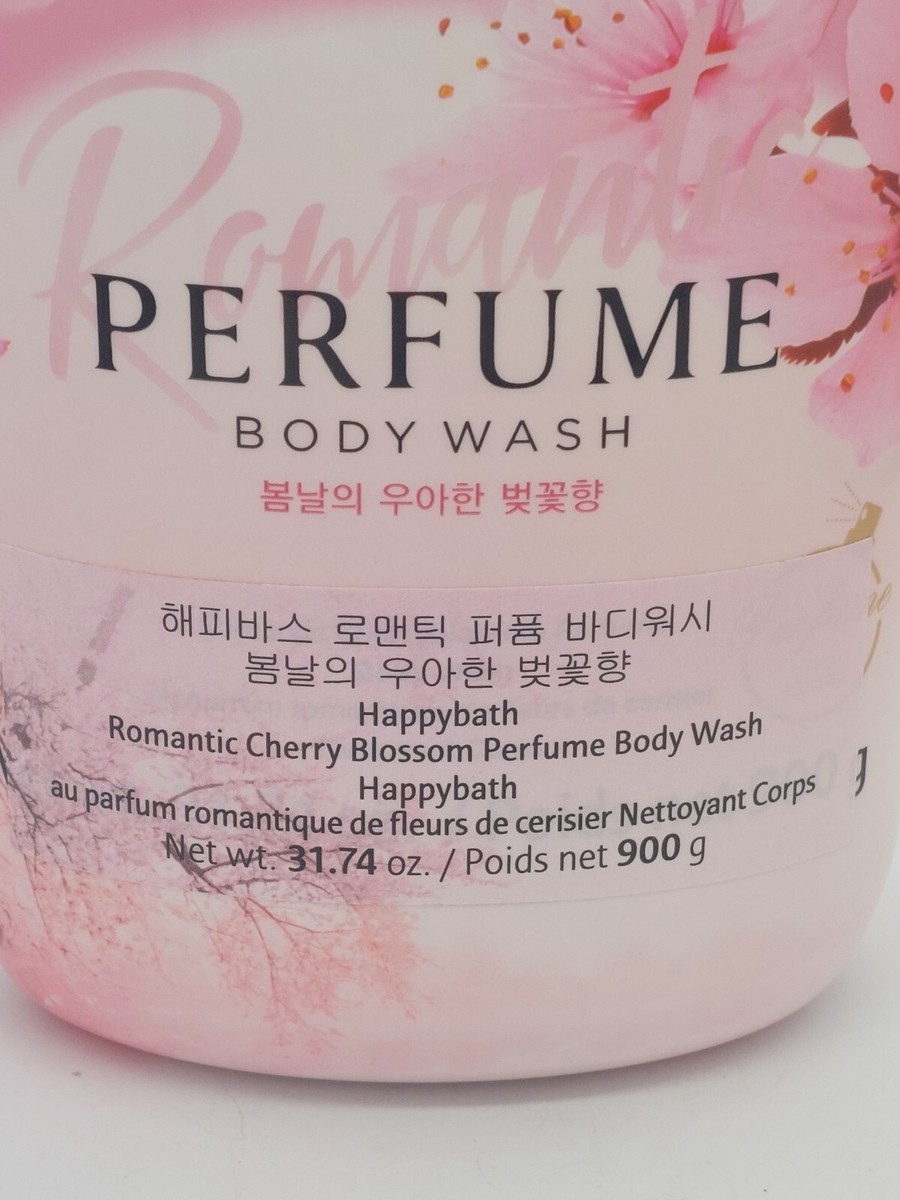 Romantic
PERFUME
BODY WASH
봄날의 우아한 벚꽃향
해피바스 로맨틱 퍼퓸 바디워시
봄날의 우아한 벚꽃향
Happybath
Romantic Cherry Blossom Perfume Body Wash
Happybath
au parfum romantique de fleurs de cerisier Nettoyant Corps
Net wt. 31.74 oz. / Poids net 900 g